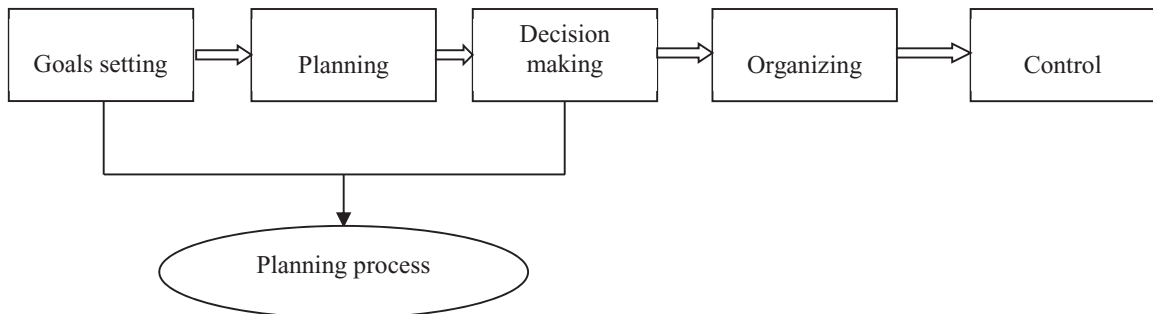 Goals setting
Planning
Decision
making
Organizing
Control
Planning process